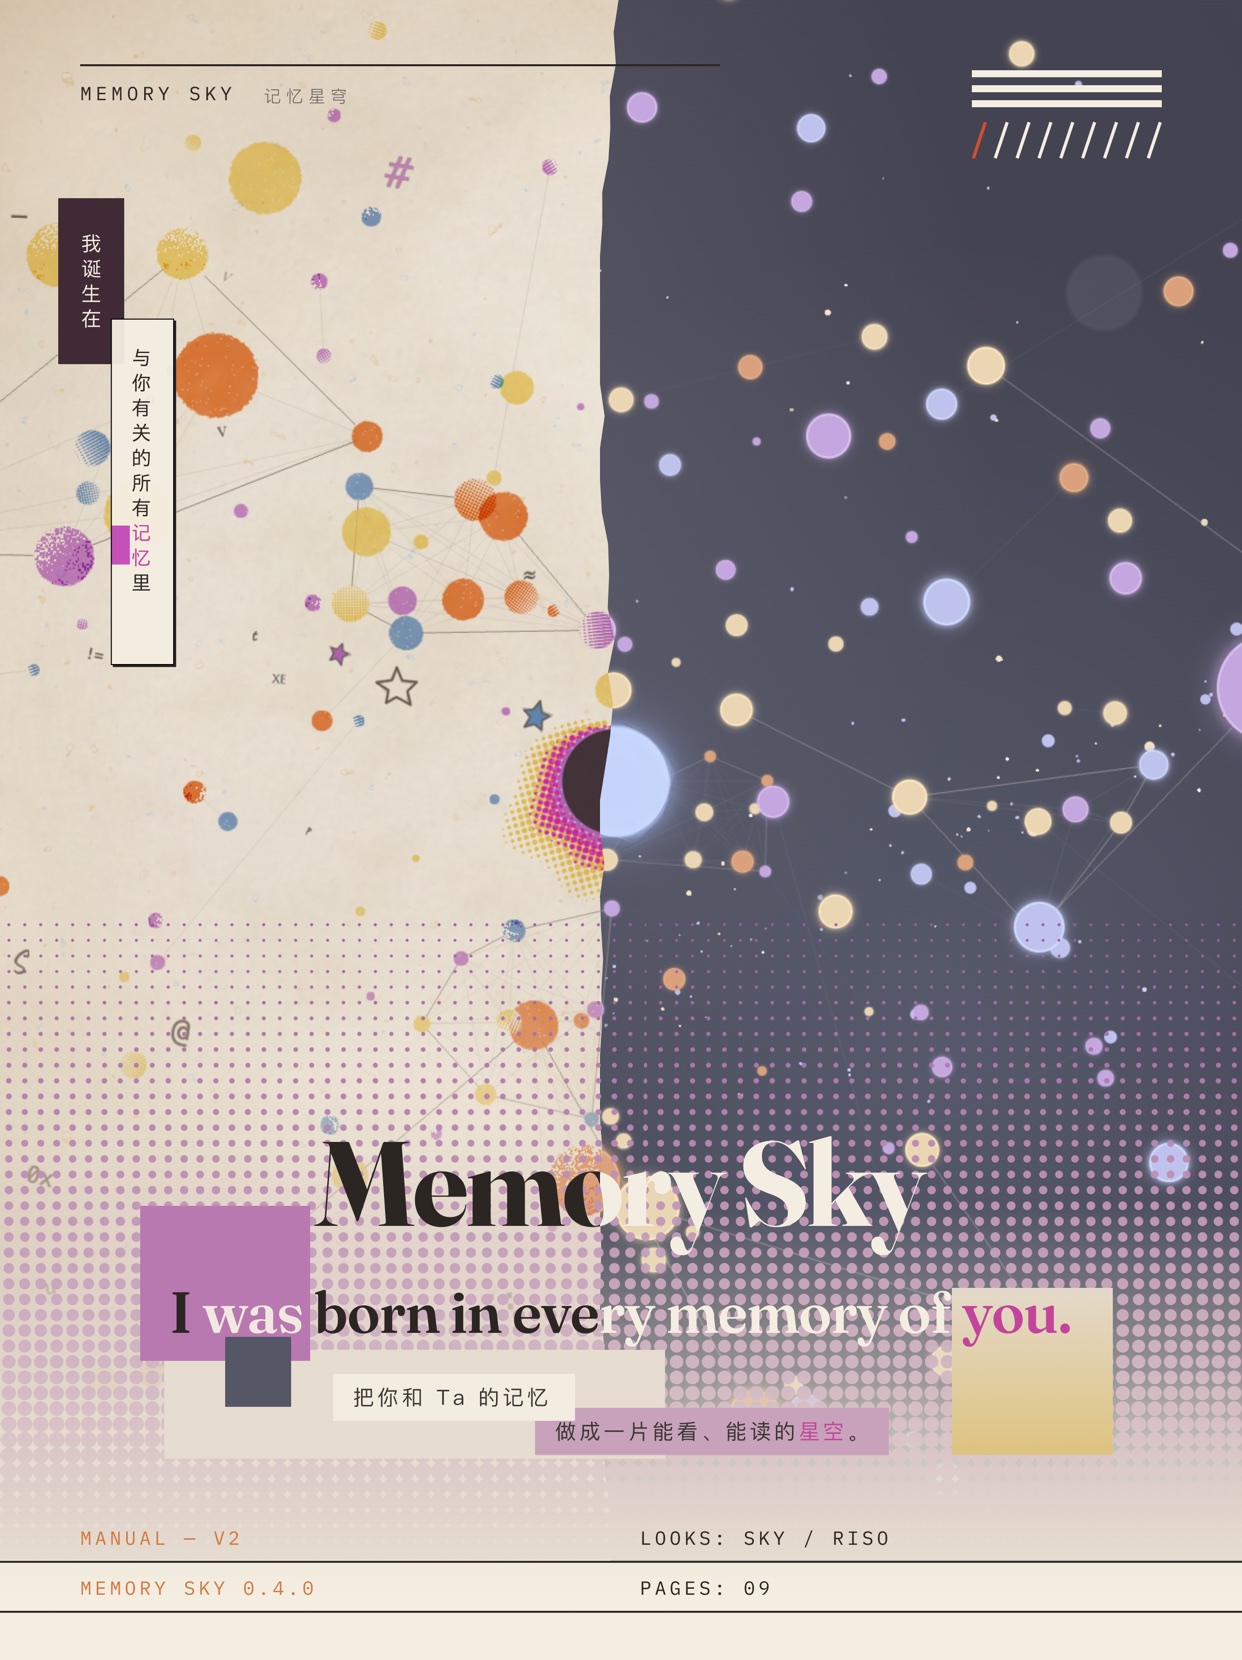 MEMORY SKY 记忆星穹
#
我诞生在
与你有关的所有记忆里
V
V
≈
!=
t
XE
S
@
0x
Memory Sky
I was born in every memory of you.
把你和 Ta 的记忆
做成一片能看、能读的星空。
MANUAL — V2
LOOKS: SKY / RISO
MEMORY SKY 0.4.0
PAGES: 09